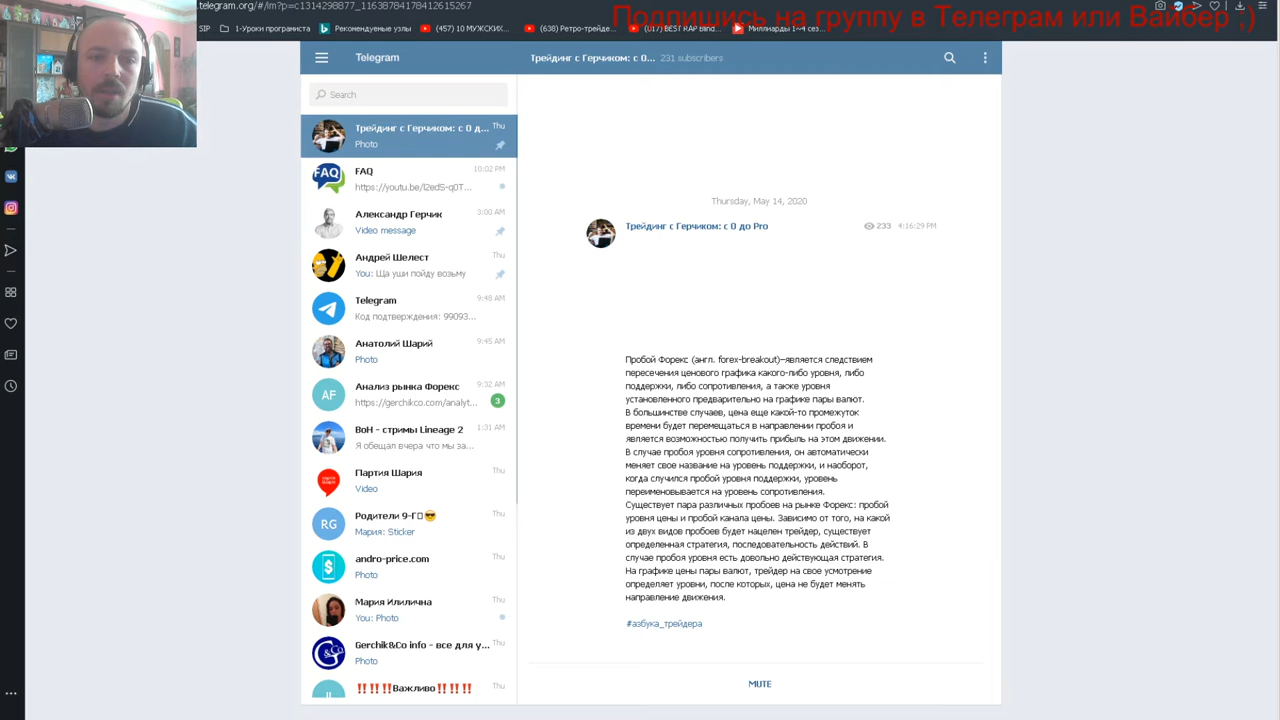 .telegram.org/#/im?p=c1314298877_11638784178412615267
Подпишись на группу в Телеграм или Вайбер ;)
SIP
1-Уроки програмиста
Рекомендуемые узлы
(457) 10 МУЖСКИХ...
(638) Ретро-трейде...
(617) BEST RAP Blind...
Миллиарды 1-4 сез...
Telegram
Трейдинг с Герчиком: с 0... 231 subscribers
Search
Трейдинг с Герчиком: с 0 д... Thu
Photo
FAQ 10:02 PM
Александр Герчик 3:00 AM
Video message
Андрей Шелест Thu
You: Ща уши пойду возьму
Telegram 9:48 AM
Код подтверждения: 99093...
Анатолий Шарий 9:45 AM
Photo
AF
Анализ рынка Форекс 9:32 AM
https://gerchikco.com/analyt... 3
ВоН - стримы Lineage 2 1:31 AM
Я обещал вчера что мы за...
Партия Шария Thu
Video
RG
Родители 9-Г 😎 Thu
Мария: Sticker
andro-price.com Thu
Photo
Мария Илилична Thu
You: Photo
Gerchik&Co info - все для у... Thu
Photo
‼️‼️‼️Важливо‼️‼️‼️ Thu
Thursday, May 14, 2020
Трейдинг с Герчиком: с 0 до Pro 233 4:16:29 PM
Пробой Форекс (англ. forex-breakout)—является следствием
пересечения ценового графика какого-либо уровня, либо
поддержки, либо сопротивления, а также уровня
установленного предварительно на графике пары валют.
В большинстве случаев, цена еще какой-то промежуток
времени будет перемещаться в направлении пробоя и
является возможностью получить прибыль на этом движении.
В случае пробоя уровня сопротивления, он автоматически
меняет свое название на уровень поддержки, и наоборот,
когда случился пробой уровня поддержки, уровень
переименовывается на уровень сопротивления.
Существует пара различных пробоев на рынке Форекс: пробой
уровня цены и пробой канала цены. Зависимо от того, на какой
из двух видов пробоев будет нацелен трейдер, существует
определенная стратегия, последовательность действий. В
случае пробоя уровня есть довольно действующая стратегия.
На графике цены пары валют, трейдер на свое усмотрение
определяет уровни, после которых, цена не будет менять
направление движения.
#азбука_трейдера
MUTE